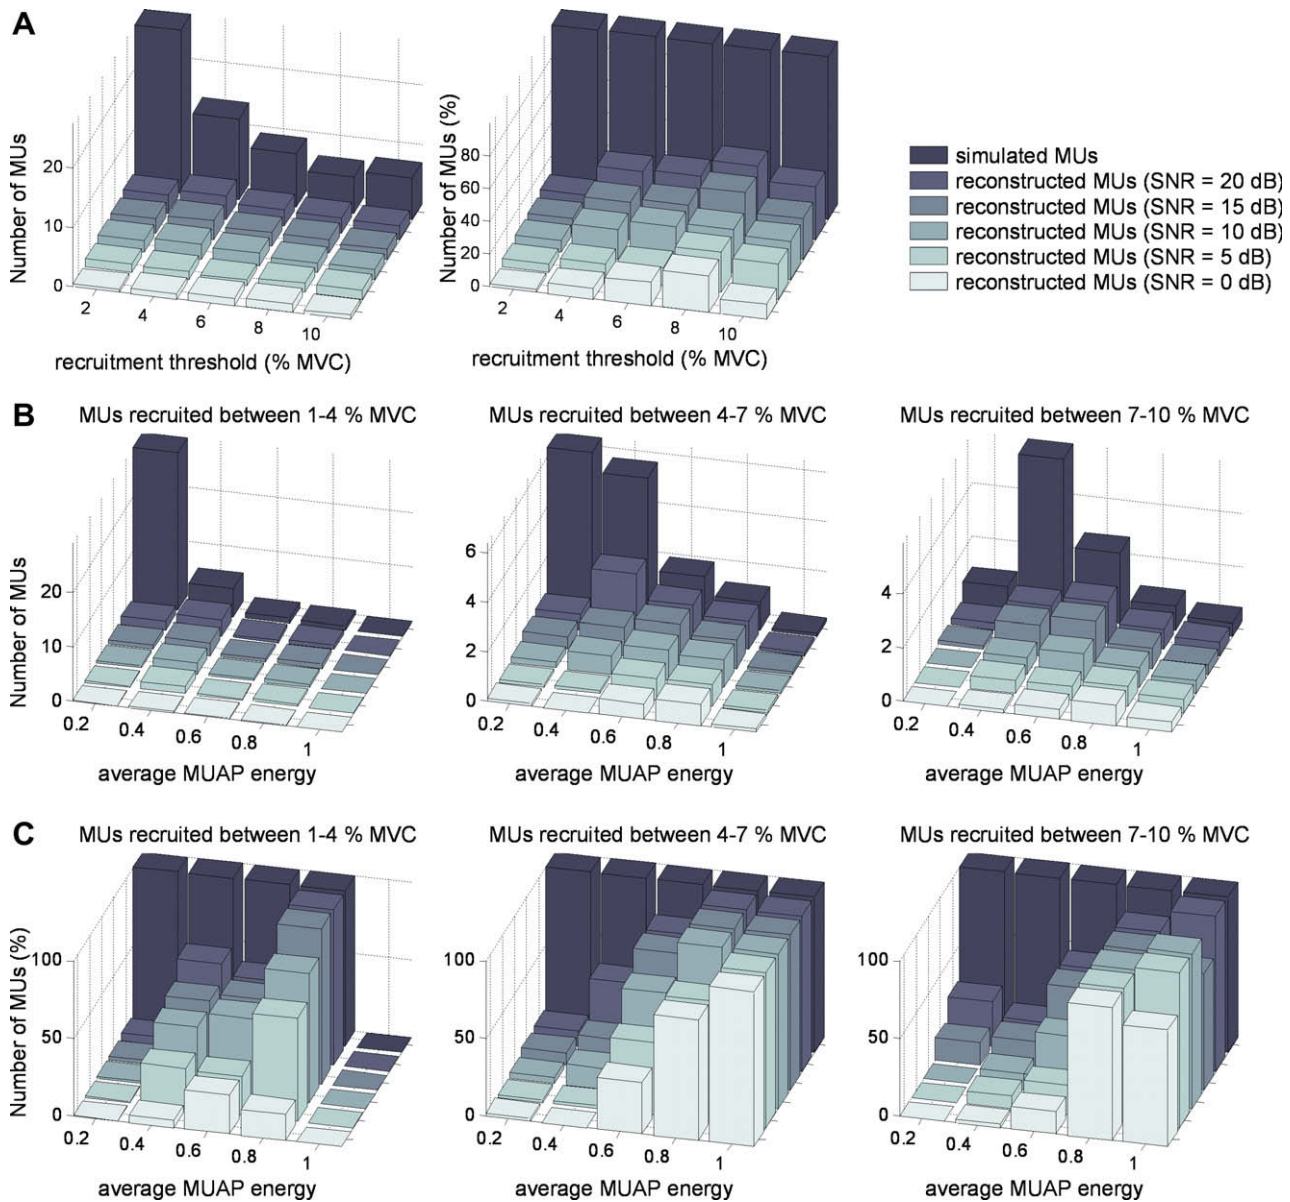 A
Number of MUs
20
10
0
2
4
6
8
10
recruitment threshold (% MVC)
Number of MUs (%)
80
60
40
20
0
2
4
6
8
10
recruitment threshold (% MVC)
simulated MUs
reconstructed MUs (SNR = 20 dB)
reconstructed MUs (SNR = 15 dB)
reconstructed MUs (SNR = 10 dB)
reconstructed MUs (SNR = 5 dB)
reconstructed MUs (SNR = 0 dB)
B
MUs recruited between 1-4 % MVC
Number of MUs
20
10
0
0.2
0.4
0.6
0.8
1
average MUAP energy
MUs recruited between 4-7 % MVC
6
4
2
0
0.2
0.4
0.6
0.8
1
average MUAP energy
MUs recruited between 7-10 % MVC
4
2
0
0.2
0.4
0.6
0.8
1
average MUAP energy
C
MUs recruited between 1-4 % MVC
Number of MUs (%)
100
50
0
0.2
0.4
0.6
0.8
1
average MUAP energy
MUs recruited between 4-7 % MVC
100
50
0
0.2
0.4
0.6
0.8
1
average MUAP energy
MUs recruited between 7-10 % MVC
100
50
0
0.2
0.4
0.6
0.8
1
average MUAP energy